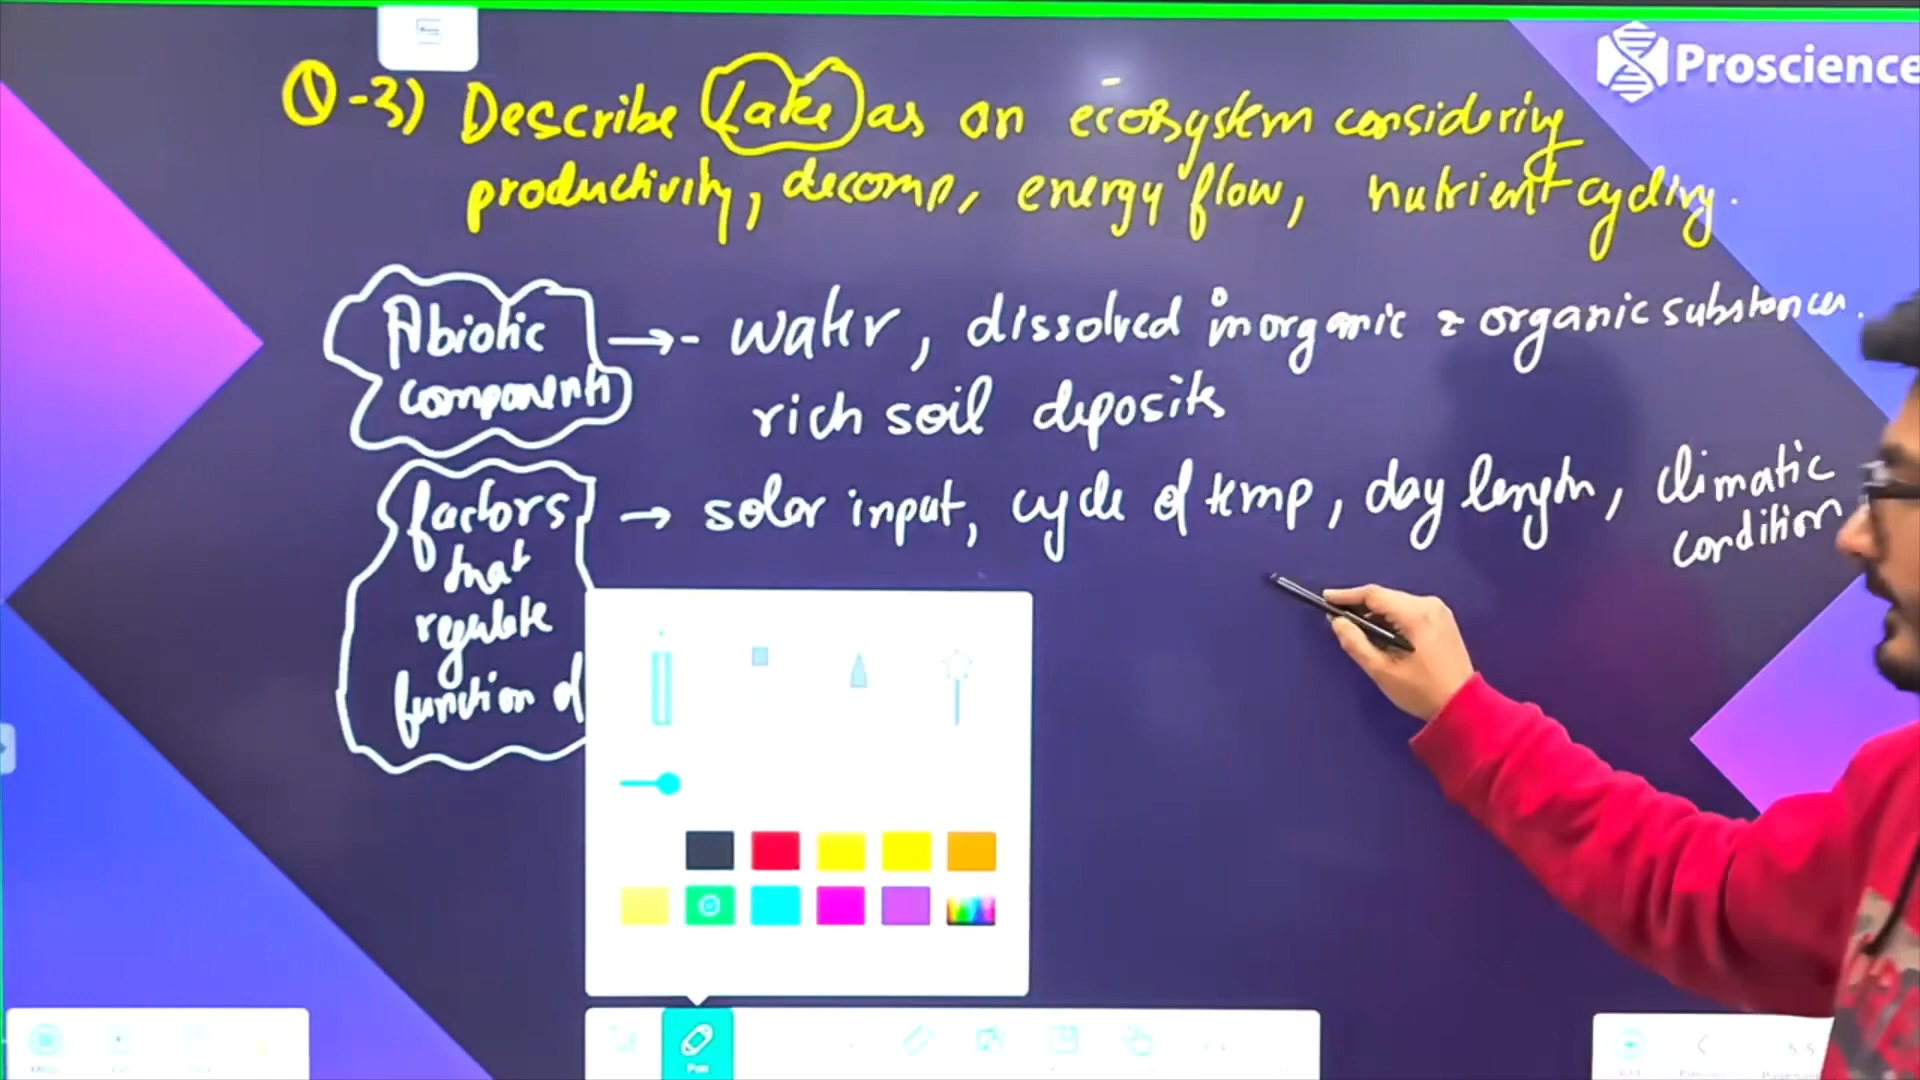 Proscience
Q-3) Describe Lake as an ecosystem considering
productivity, decomp, energy flow, nutrient cycling.
Abiotic components → - water, dissolved inorganic & organic substances.
rich soil deposits
factors that regulate function of → solar input, cycle of temp, day length, climatic condition
Pen